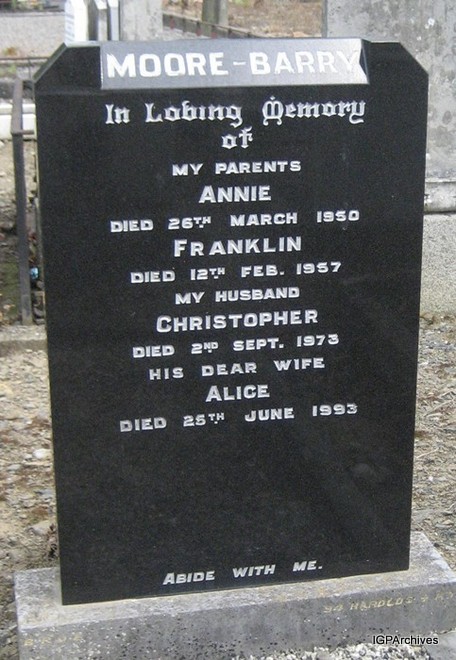 MOORE-BARRY
In Loving Memory
of
MY PARENTS
ANNIE
DIED 26TH MARCH 1950
FRANKLIN
DIED 12TH FEB. 1957
MY HUSBAND
CHRISTOPHER
DIED 2ND SEPT. 1973
HIS DEAR WIFE
ALICE
DIED 25TH JUNE 1993
ABIDE WITH ME.
IGPArchives